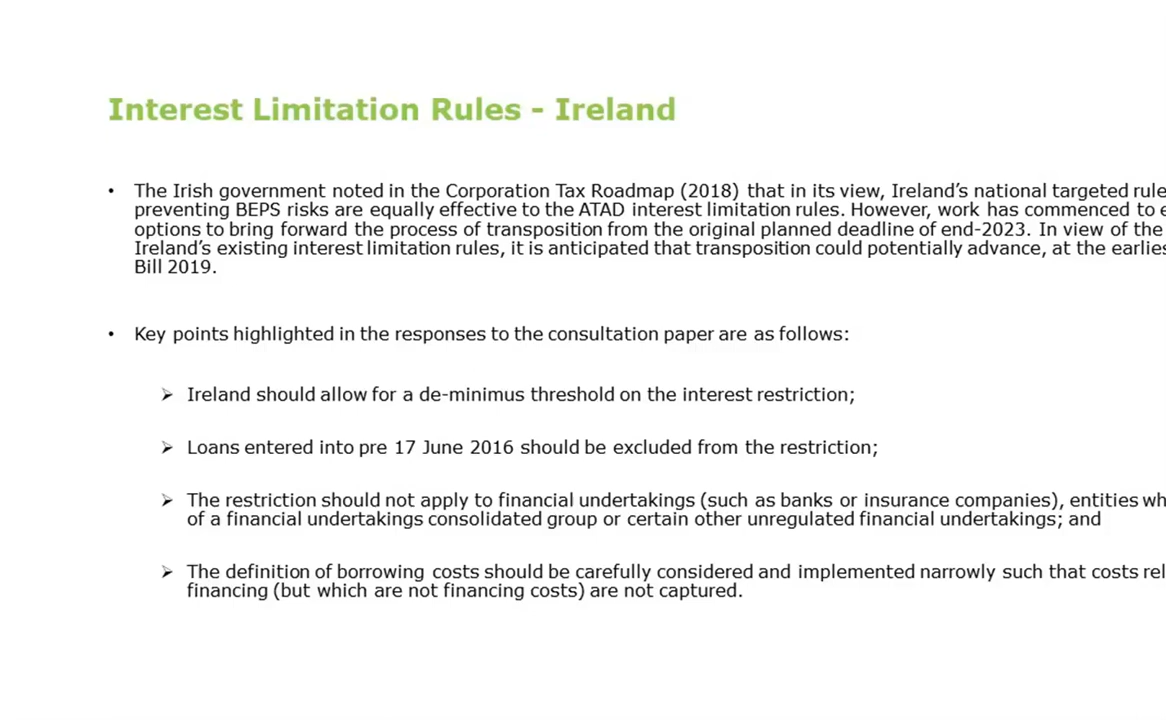 Interest Limitation Rules - Ireland
• The Irish government noted in the Corporation Tax Roadmap (2018) that in its view, Ireland's national targeted rule
preventing BEPS risks are equally effective to the ATAD interest limitation rules. However, work has commenced to
options to bring forward the process of transposition from the original planned deadline of end-2023. In view of the
Ireland's existing interest limitation rules, it is anticipated that transposition could potentially advance, at the
Bill 2019.
• Key points highlighted in the responses to the consultation paper are as follows:
➢ Ireland should allow for a de-minimus threshold on the interest restriction;
➢ Loans entered into pre 17 June 2016 should be excluded from the restriction;
➢ The restriction should not apply to financial undertakings (such as banks or insurance companies), entities
of a financial undertakings consolidated group or certain other unregulated financial undertakings; and
➢ The definition of borrowing costs should be carefully considered and implemented narrowly such that costs
financing (but which are not financing costs) are not captured.